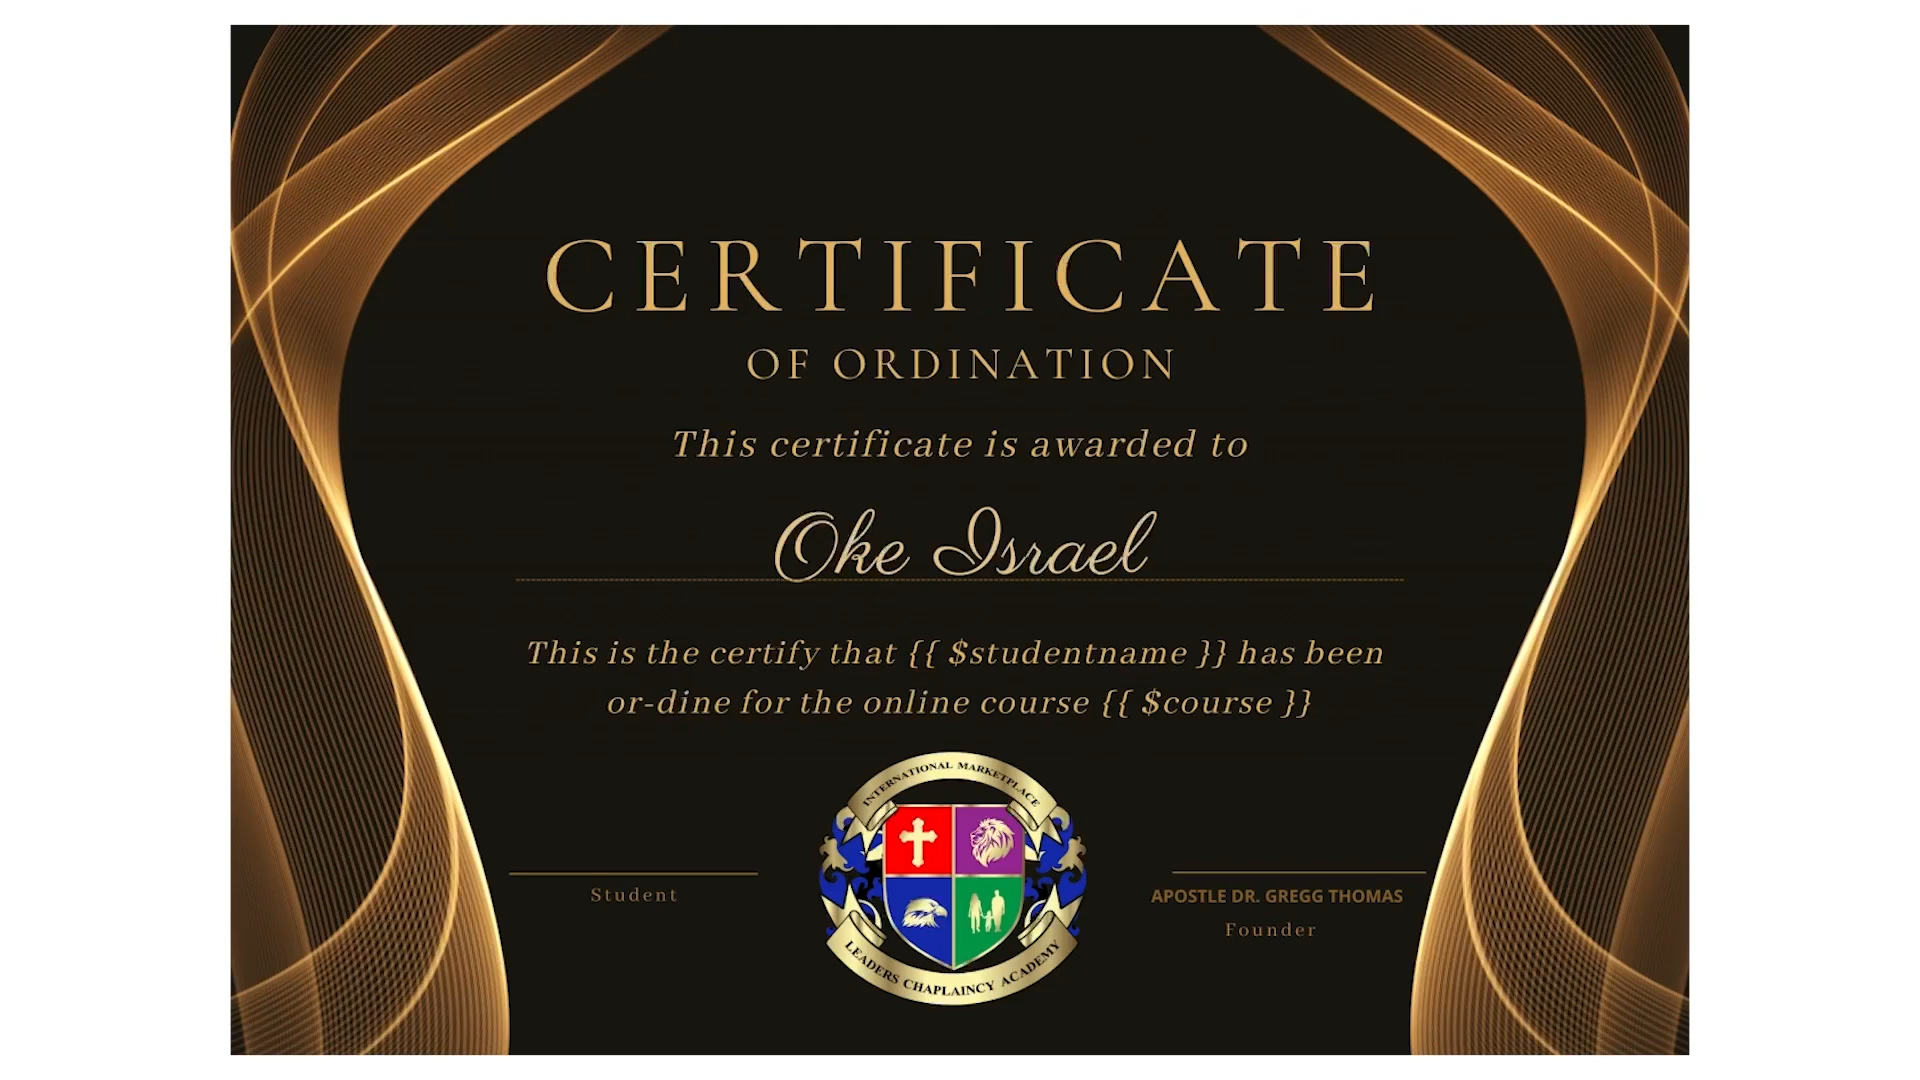 CERTIFICATE
OF ORDINATION
This certificate is awarded to
Oke Israel
This is the certify that {{ $studentname }} has been
or-dine for the online course {{ $course }}
INTERNATIONAL MARKETPLACE
LEADERS CHAPLAINCY ACADEMY
Student
APOSTLE DR. GREGG THOMAS
Founder